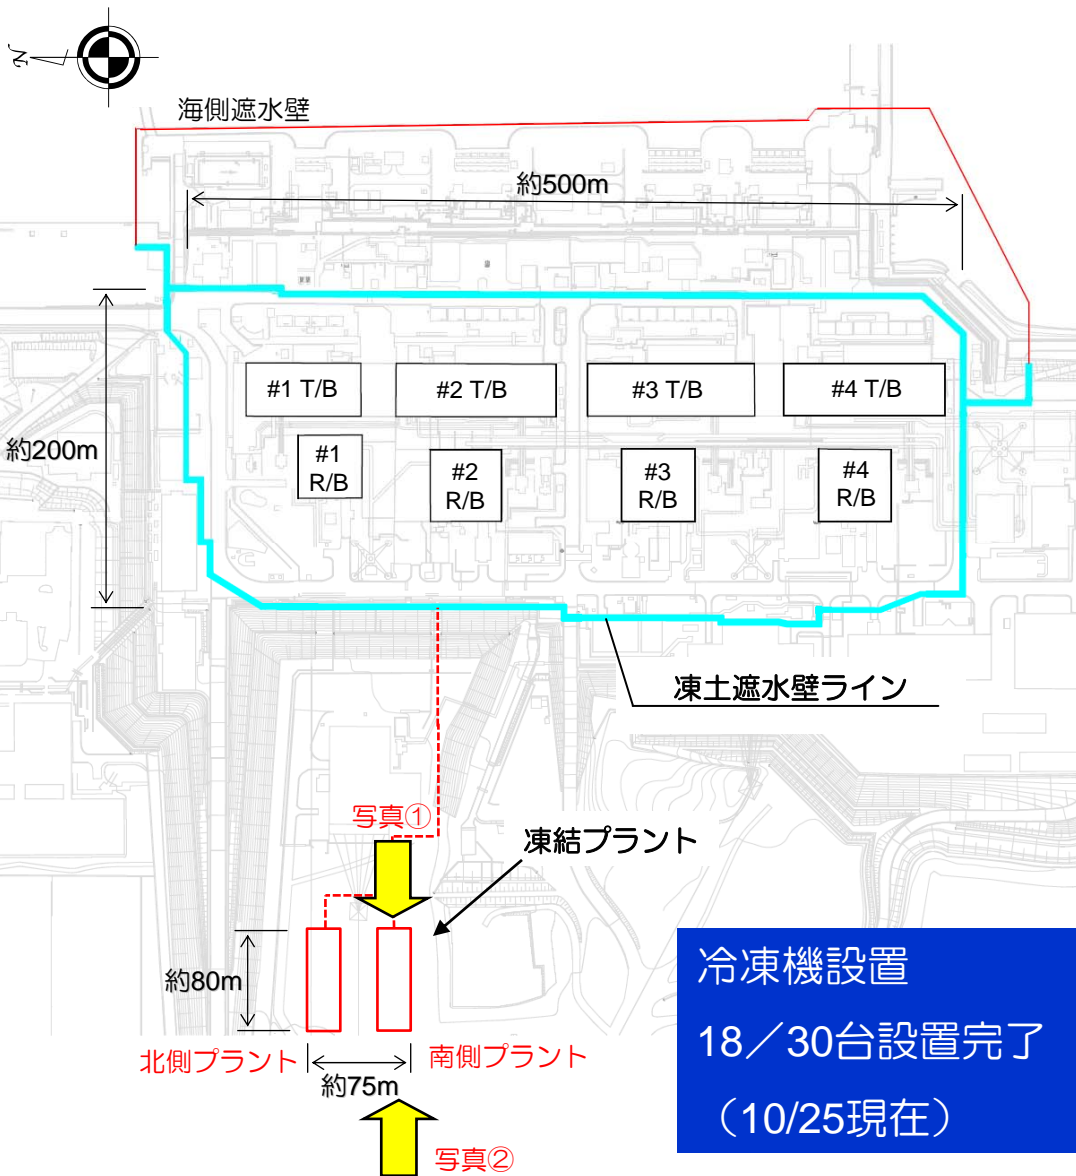 N
海側遮水壁
約500m
#1 T/B
#2 T/B
#3 T/B
#4 T/B
約200m
#1
R/B
#2
R/B
#3
R/B
#4
R/B
凍土遮水壁ライン
写真①
凍結プラント
約80m
北側プラント
南側プラント
約75m
写真②
冷凍機設置
18／30台設置完了
（10/25現在）